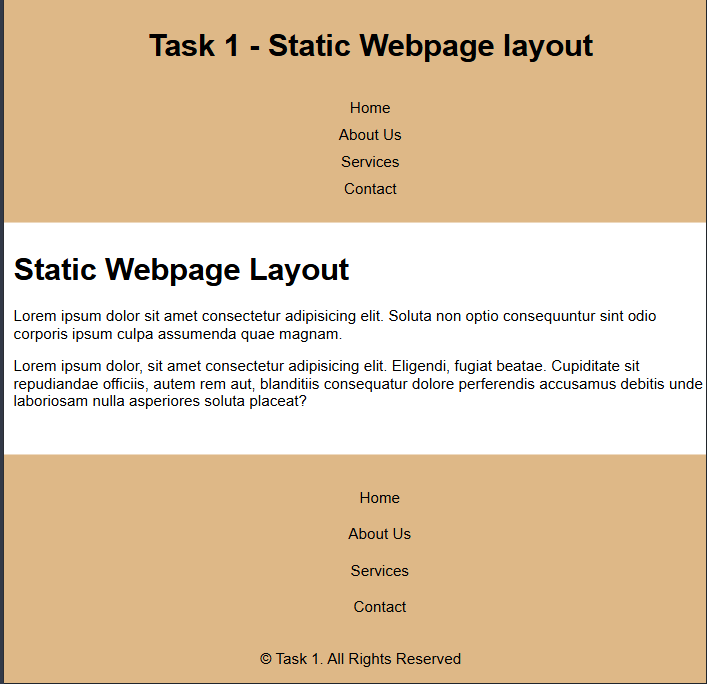 Task 1 - Static Webpage layout
Home
About Us
Services
Contact
Static Webpage Layout
Lorem ipsum dolor sit amet consectetur adipisicing elit. Soluta non optio consequuntur sint odio
corporis ipsum culpa assumenda quae magnam.
Lorem ipsum dolor, sit amet consectetur adipisicing elit. Eligendi, fugiat beatae. Cupiditate sit
repudiandae officiis, autem rem aut, blanditiis consequatur dolore perferendis accusamus debitis unde
laboriosam nulla asperiores soluta placeat?
Home
About Us
Services
Contact
© Task 1. All Rights Reserved